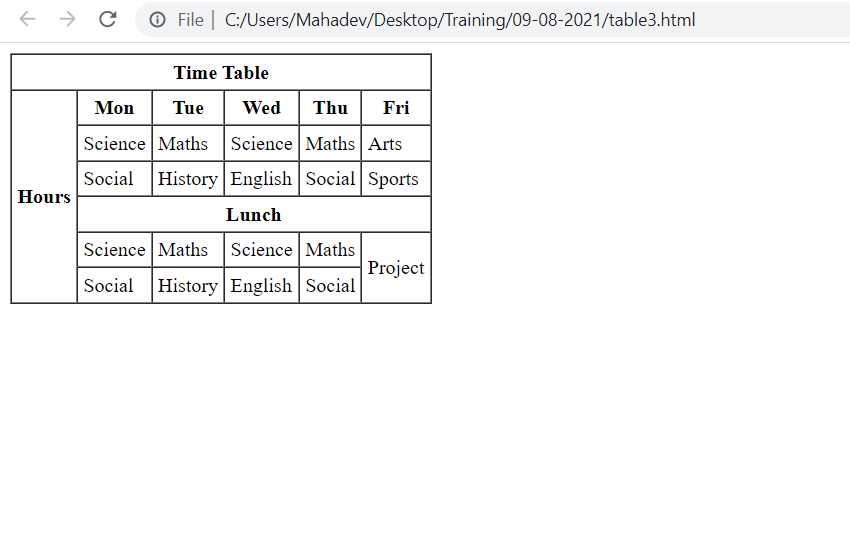 File | C:/Users/Mahadev/Desktop/Training/09-08-2021/table3.html
Time Table
Hours
Mon Tue Wed Thu Fri
Science Maths Science Maths Arts
Social History English Social Sports
Lunch
Science Maths Science Maths Project
Social History English Social